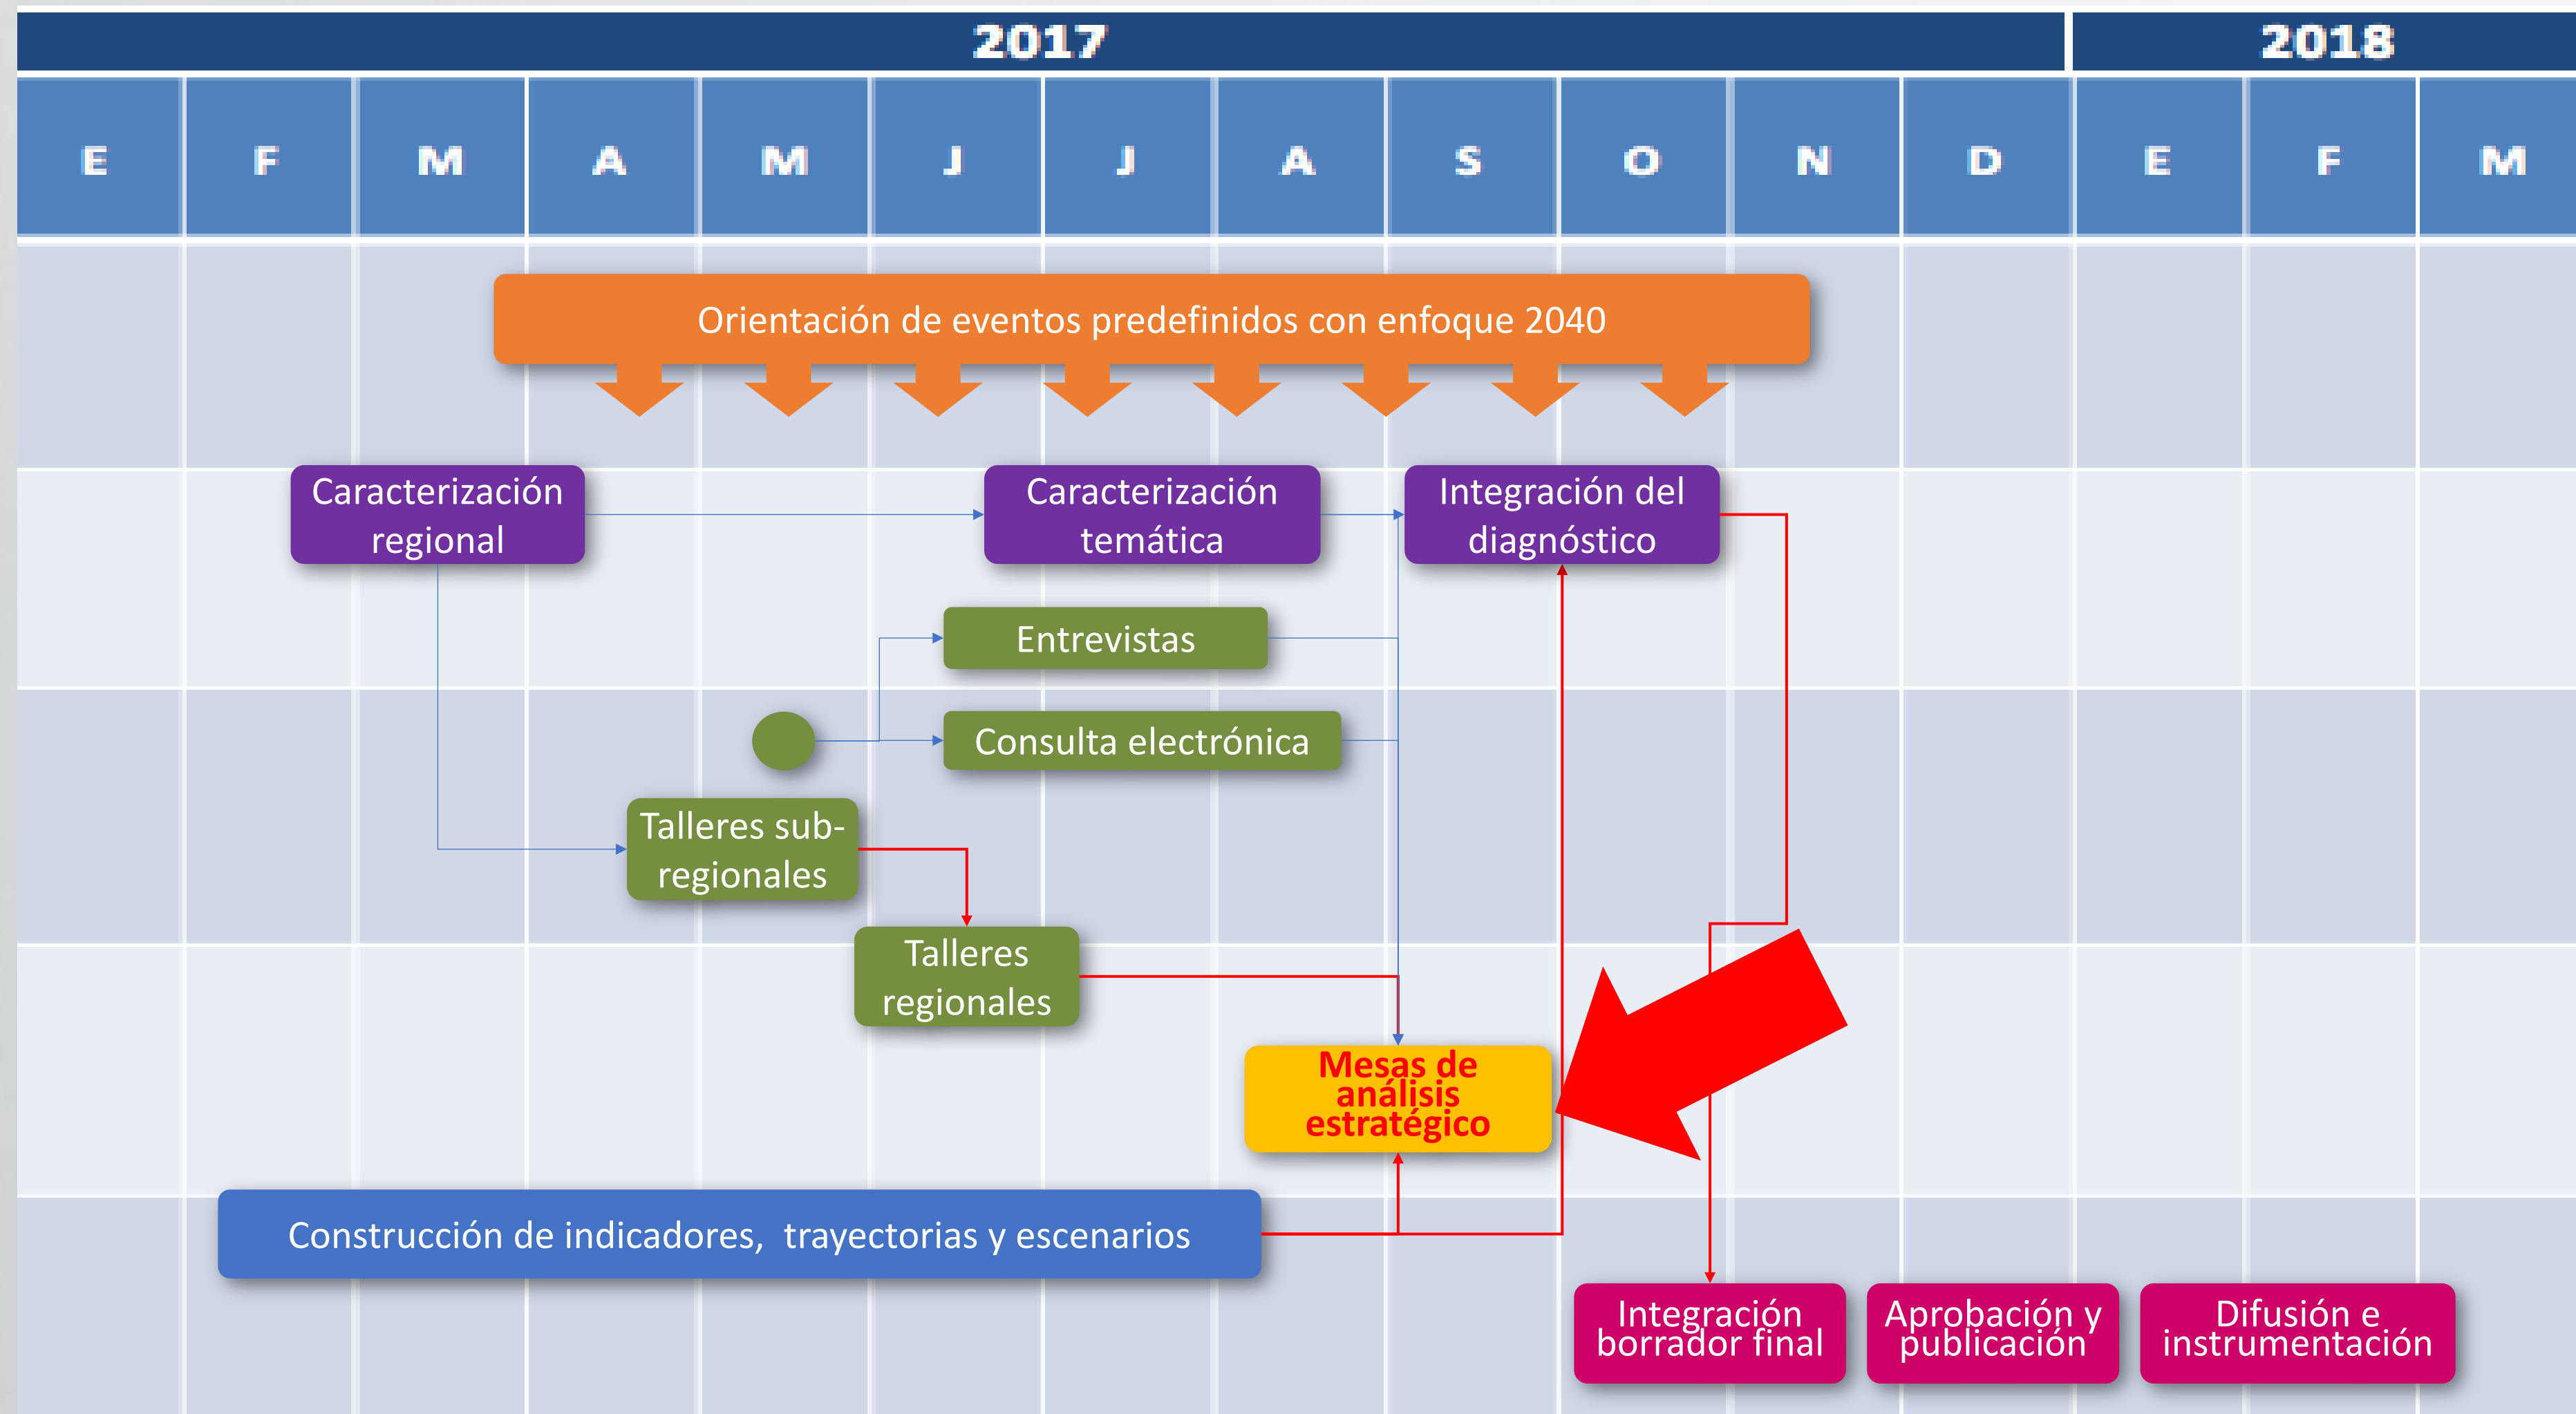 2017
2018
E F M A M J J A S O N D E F M
Orientación de eventos predefinidos con enfoque 2040
Caracterización
regional
Caracterización
temática
Integración del
diagnóstico
Entrevistas
Consulta electrónica
Talleres sub-
regionales
Talleres
regionales
Mesas de
análisis
estratégico
Construcción de indicadores,  trayectorias y escenarios
Integración
borrador final
Aprobación y
publicación
Difusión e
instrumentación